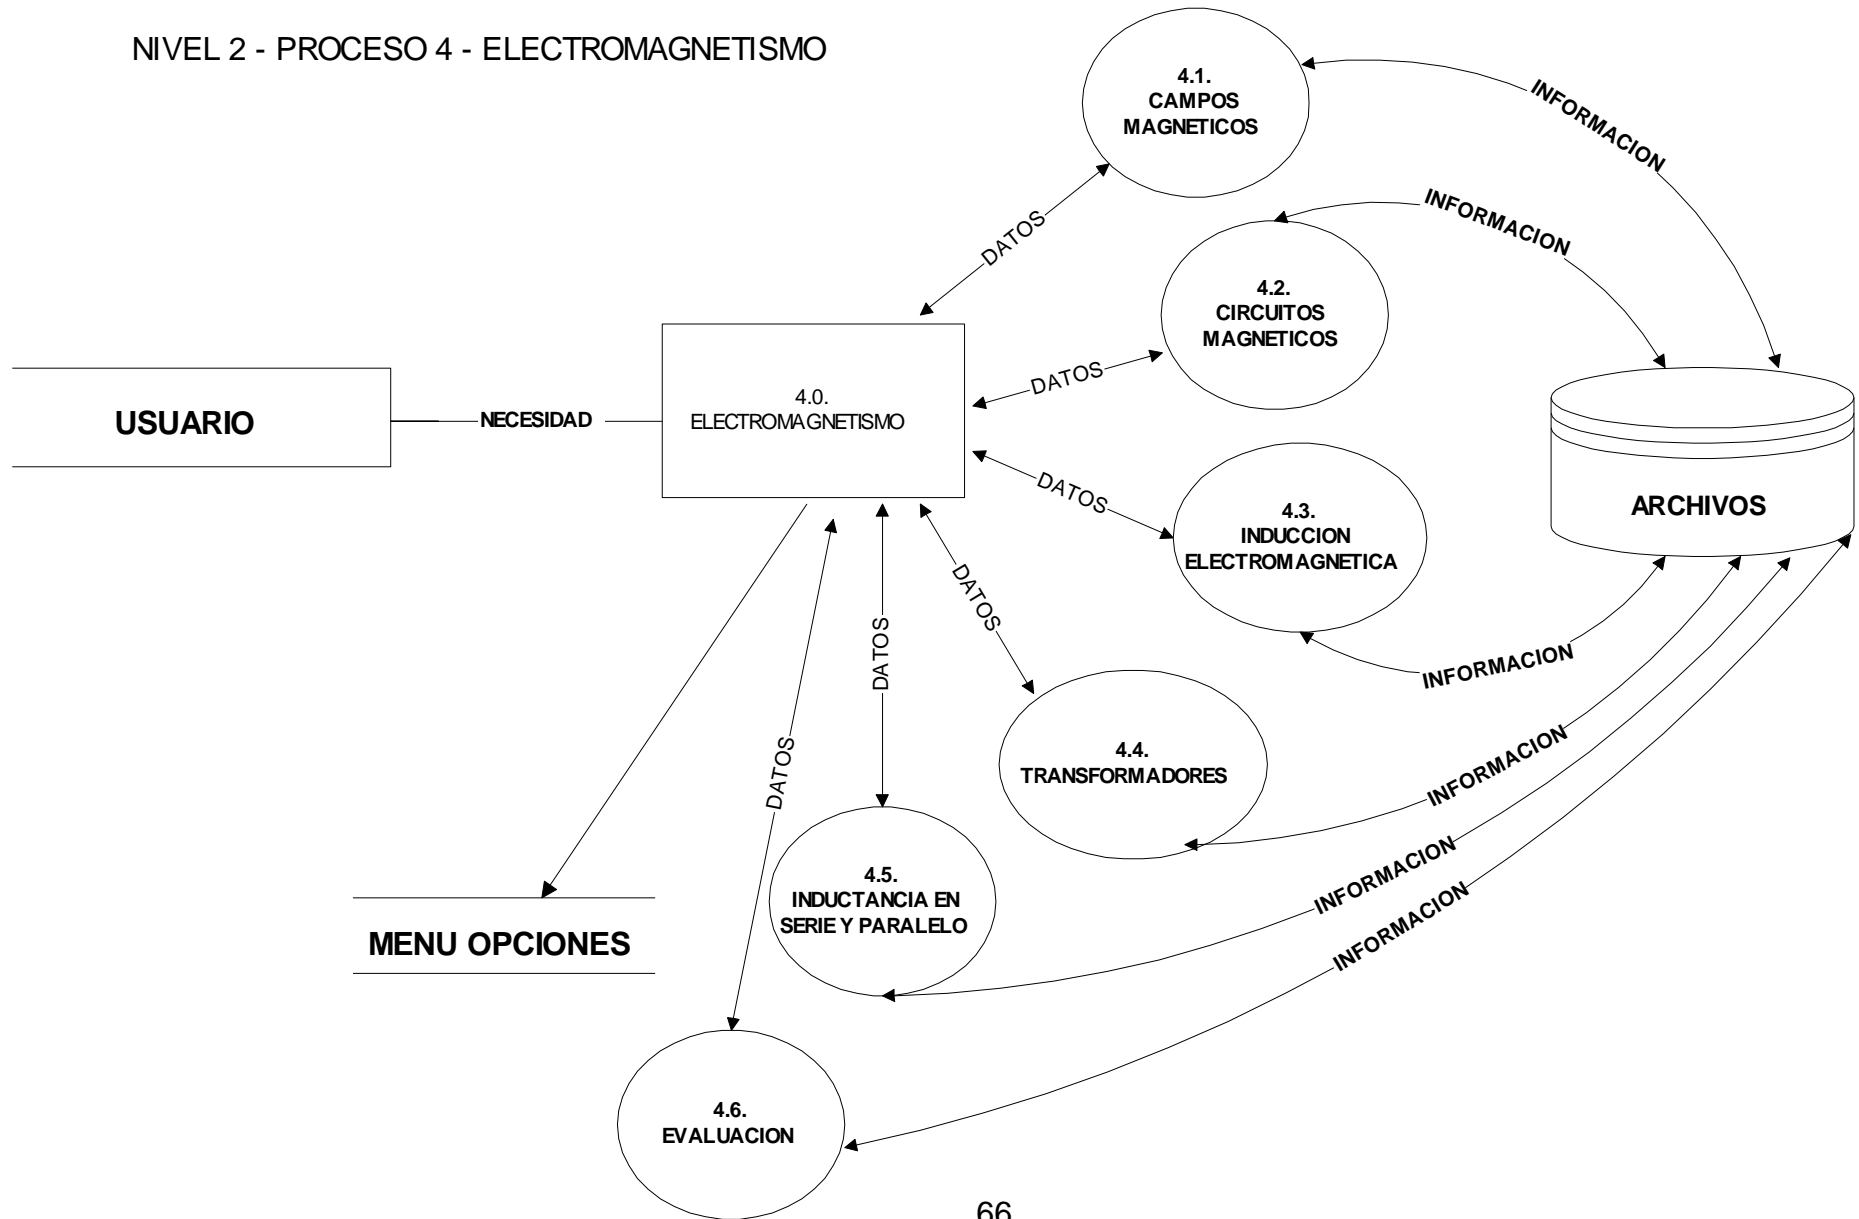 NIVEL 2 - PROCESO 4 - ELECTROMAGNETISMO
4.1.
CAMPOS
MAGNETICOS
INFORMACION
DATOS
INFORMACION
4.2.
CIRCUITOS
MAGNETICOS
DATOS
USUARIO
NECESIDAD
4.0.
ELECTROMAGNETISMO
DATOS
4.3.
INDUCCION
ELECTROMAGNETICA
ARCHIVOS
DATOS
DATOS
INFORMACION
4.4.
TRANSFORMADORES
INFORMACION
DATOS
4.5.
INDUCTANCIA EN
SERIE Y PARALELO
INFORMACION
INFORMACION
MENU OPCIONES
4.6.
EVALUACION
66